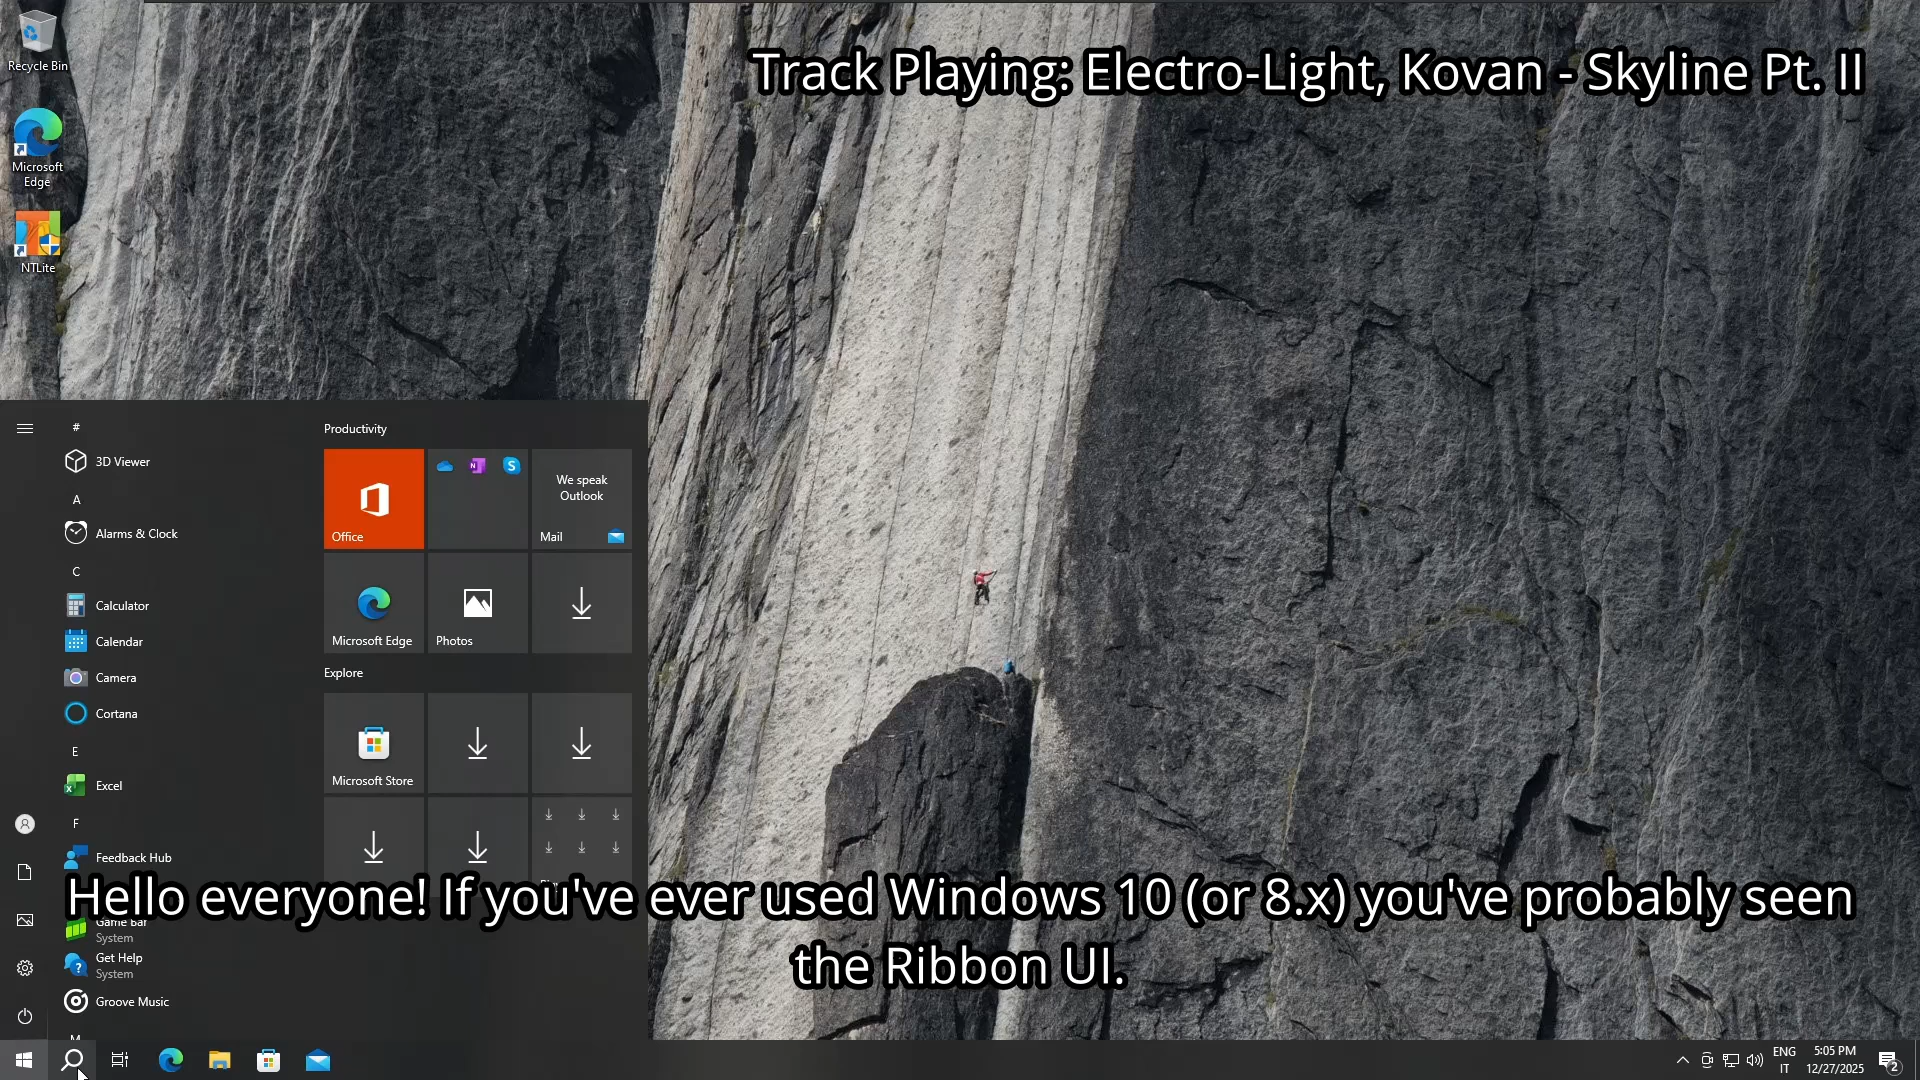 Recycle Bin
Track Playing: Electro-Light, Kovan - Skyline Pt. II
Microsoft
Edge
NTLite
#
3D Viewer
A
Alarms & Clock
C
Calculator
Calendar
Camera
Cortana
E
Excel
F
Feedback Hub
Game Bar
System
Get Help
System
Groove Music
M
Productivity
Office
We speak
Outlook
Mail
Microsoft Edge
Photos
Explore
Microsoft Store
Hello everyone! If you've ever used Windows 10 (or 8.x) you've probably seen
the Ribbon UI.
ENG
IT
5:05 PM
12/27/2025
2